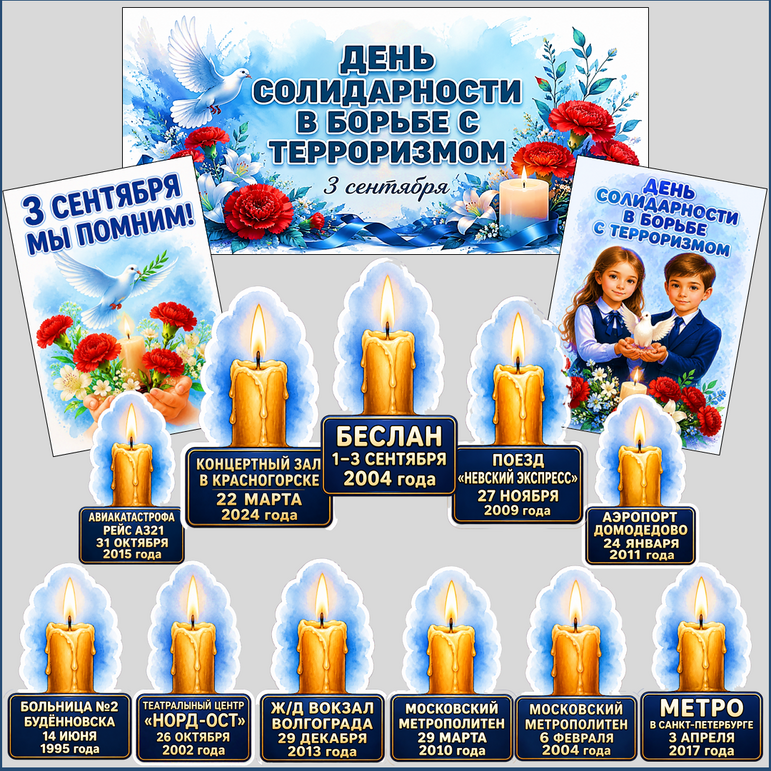 ДЕНЬ
СОЛИДАРНОСТИ
В БОРЬБЕ С
ТЕРРОРИЗМОМ
3 сентября
3 СЕНТЯБРЯ
МЫ ПОМНИМ!
ДЕНЬ
СОЛИДАРНОСТИ
В БОРЬБЕ
С ТЕРРОРИЗМОМ
АВИАКАТАСТРОФА
РЕЙС А321
31 ОКТЯБРЯ
2015 года
КОНЦЕРТНЫЙ ЗАЛ
В КРАСНОГОРСКЕ
22 МАРТА
2024 года
БЕСЛАН
1–3 СЕНТЯБРЯ
2004 года
ПОЕЗД
«НЕВСКИЙ ЭКСПРЕСС»
27 НОЯБРЯ
2009 года
АЭРОПОРТ
ДОМОДЕДОВО
24 ЯНВАРЯ
2011 года
БОЛЬНИЦА №2
БУДЁННОВСКА
14 ИЮНЯ
1995 года
ТЕАТРАЛЬНЫЙ ЦЕНТР
«НОРД-ОСТ»
26 ОКТЯБРЯ
2002 года
Ж/Д ВОКЗАЛ
ВОЛГОГРАДА
29 ДЕКАБРЯ
2013 года
МОСКОВСКИЙ
МЕТРОПОЛИТЕН
29 МАРТА
2010 года
МОСКОВСКИЙ
МЕТРОПОЛИТЕН
6 ФЕВРАЛЯ
2004 года
МЕТРО
В САНКТ-ПЕТЕРБУРГЕ
3 АПРЕЛЯ
2017 года